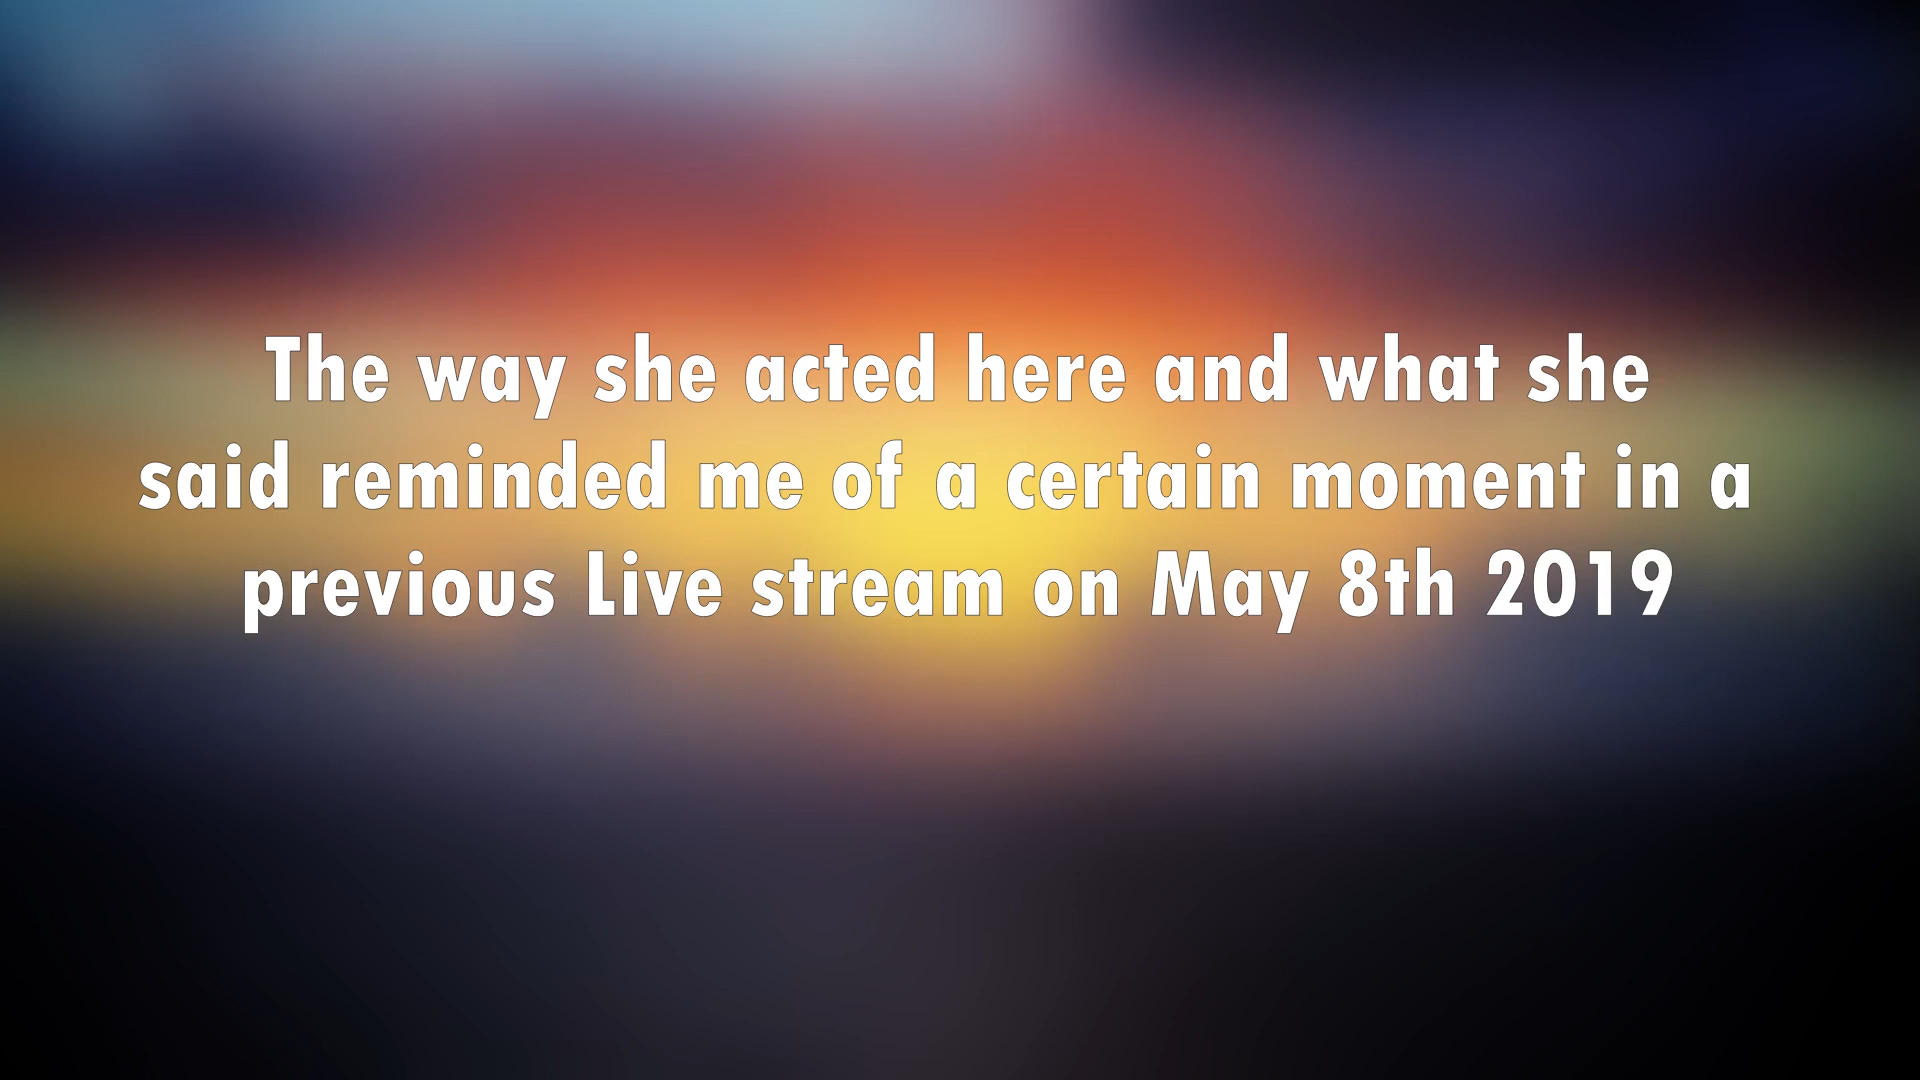 The way she acted here and what she
said reminded me of a certain moment in a
previous Live stream on May 8th 2019